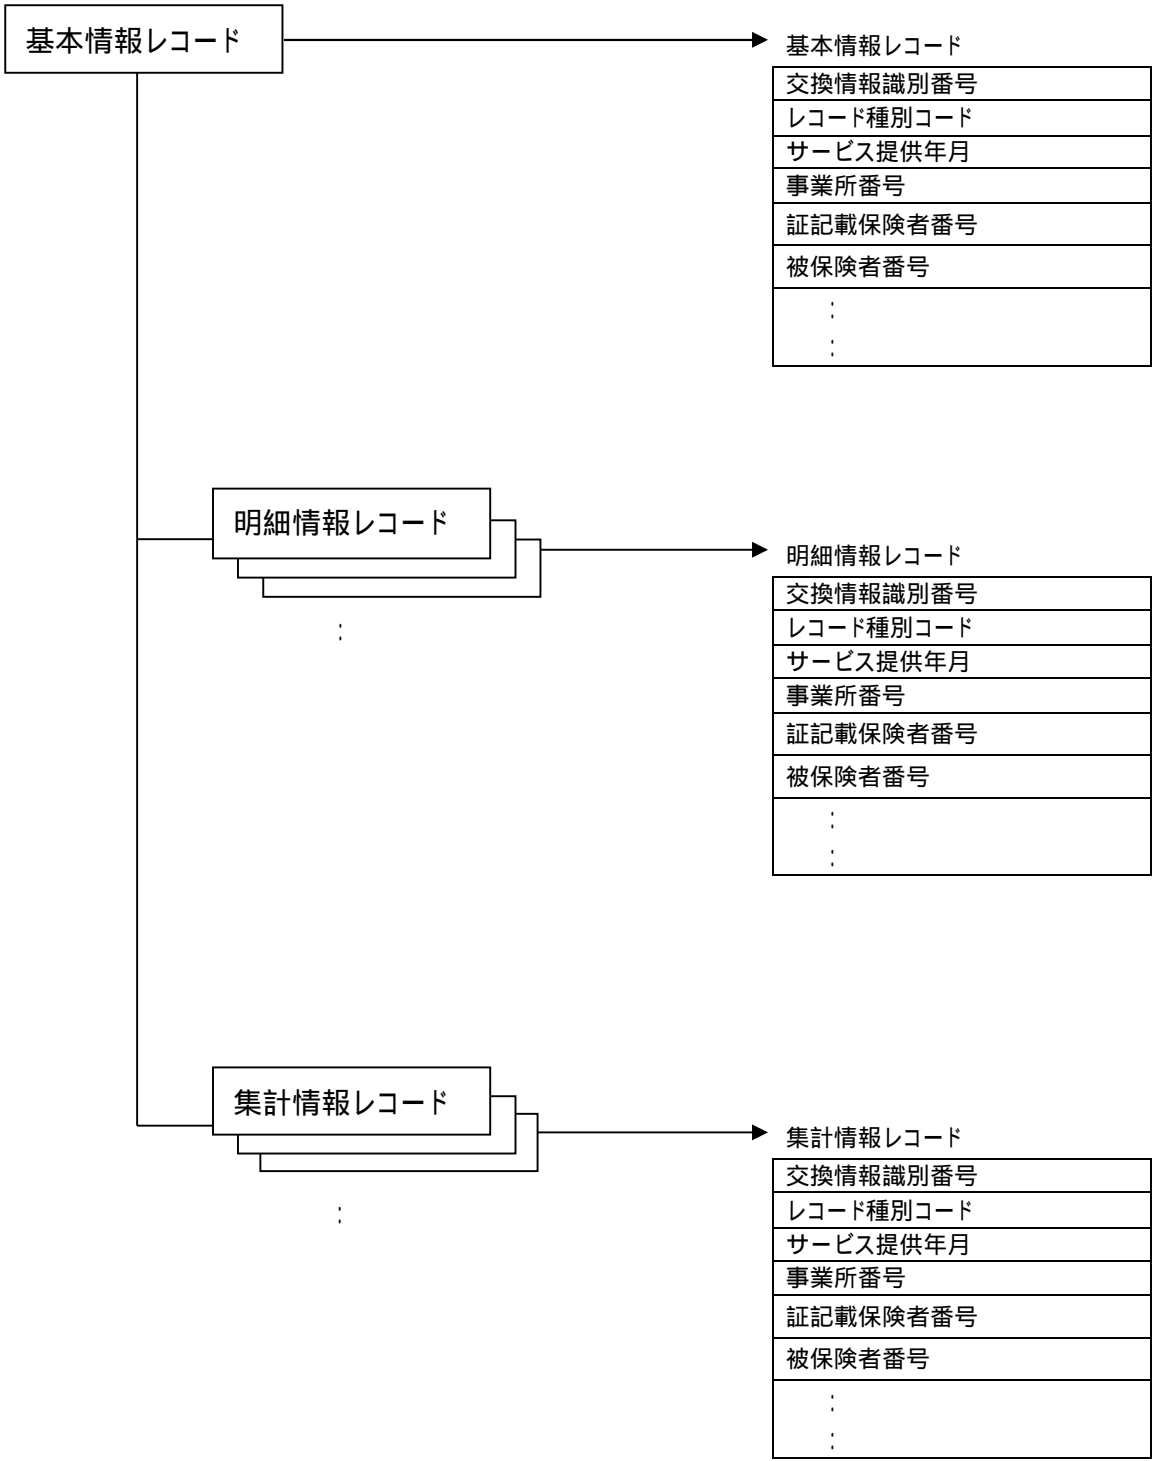 基本情報レコード
基本情報レコード
交換情報識別番号
レコード種別コード
サービス提供年月
事業所番号
証記載保険者番号
被保険者番号
:
:
明細情報レコード
:
明細情報レコード
交換情報識別番号
レコード種別コード
サービス提供年月
事業所番号
証記載保険者番号
被保険者番号
:
:
集計情報レコード
:
集計情報レコード
交換情報識別番号
レコード種別コード
サービス提供年月
事業所番号
証記載保険者番号
被保険者番号
:
: